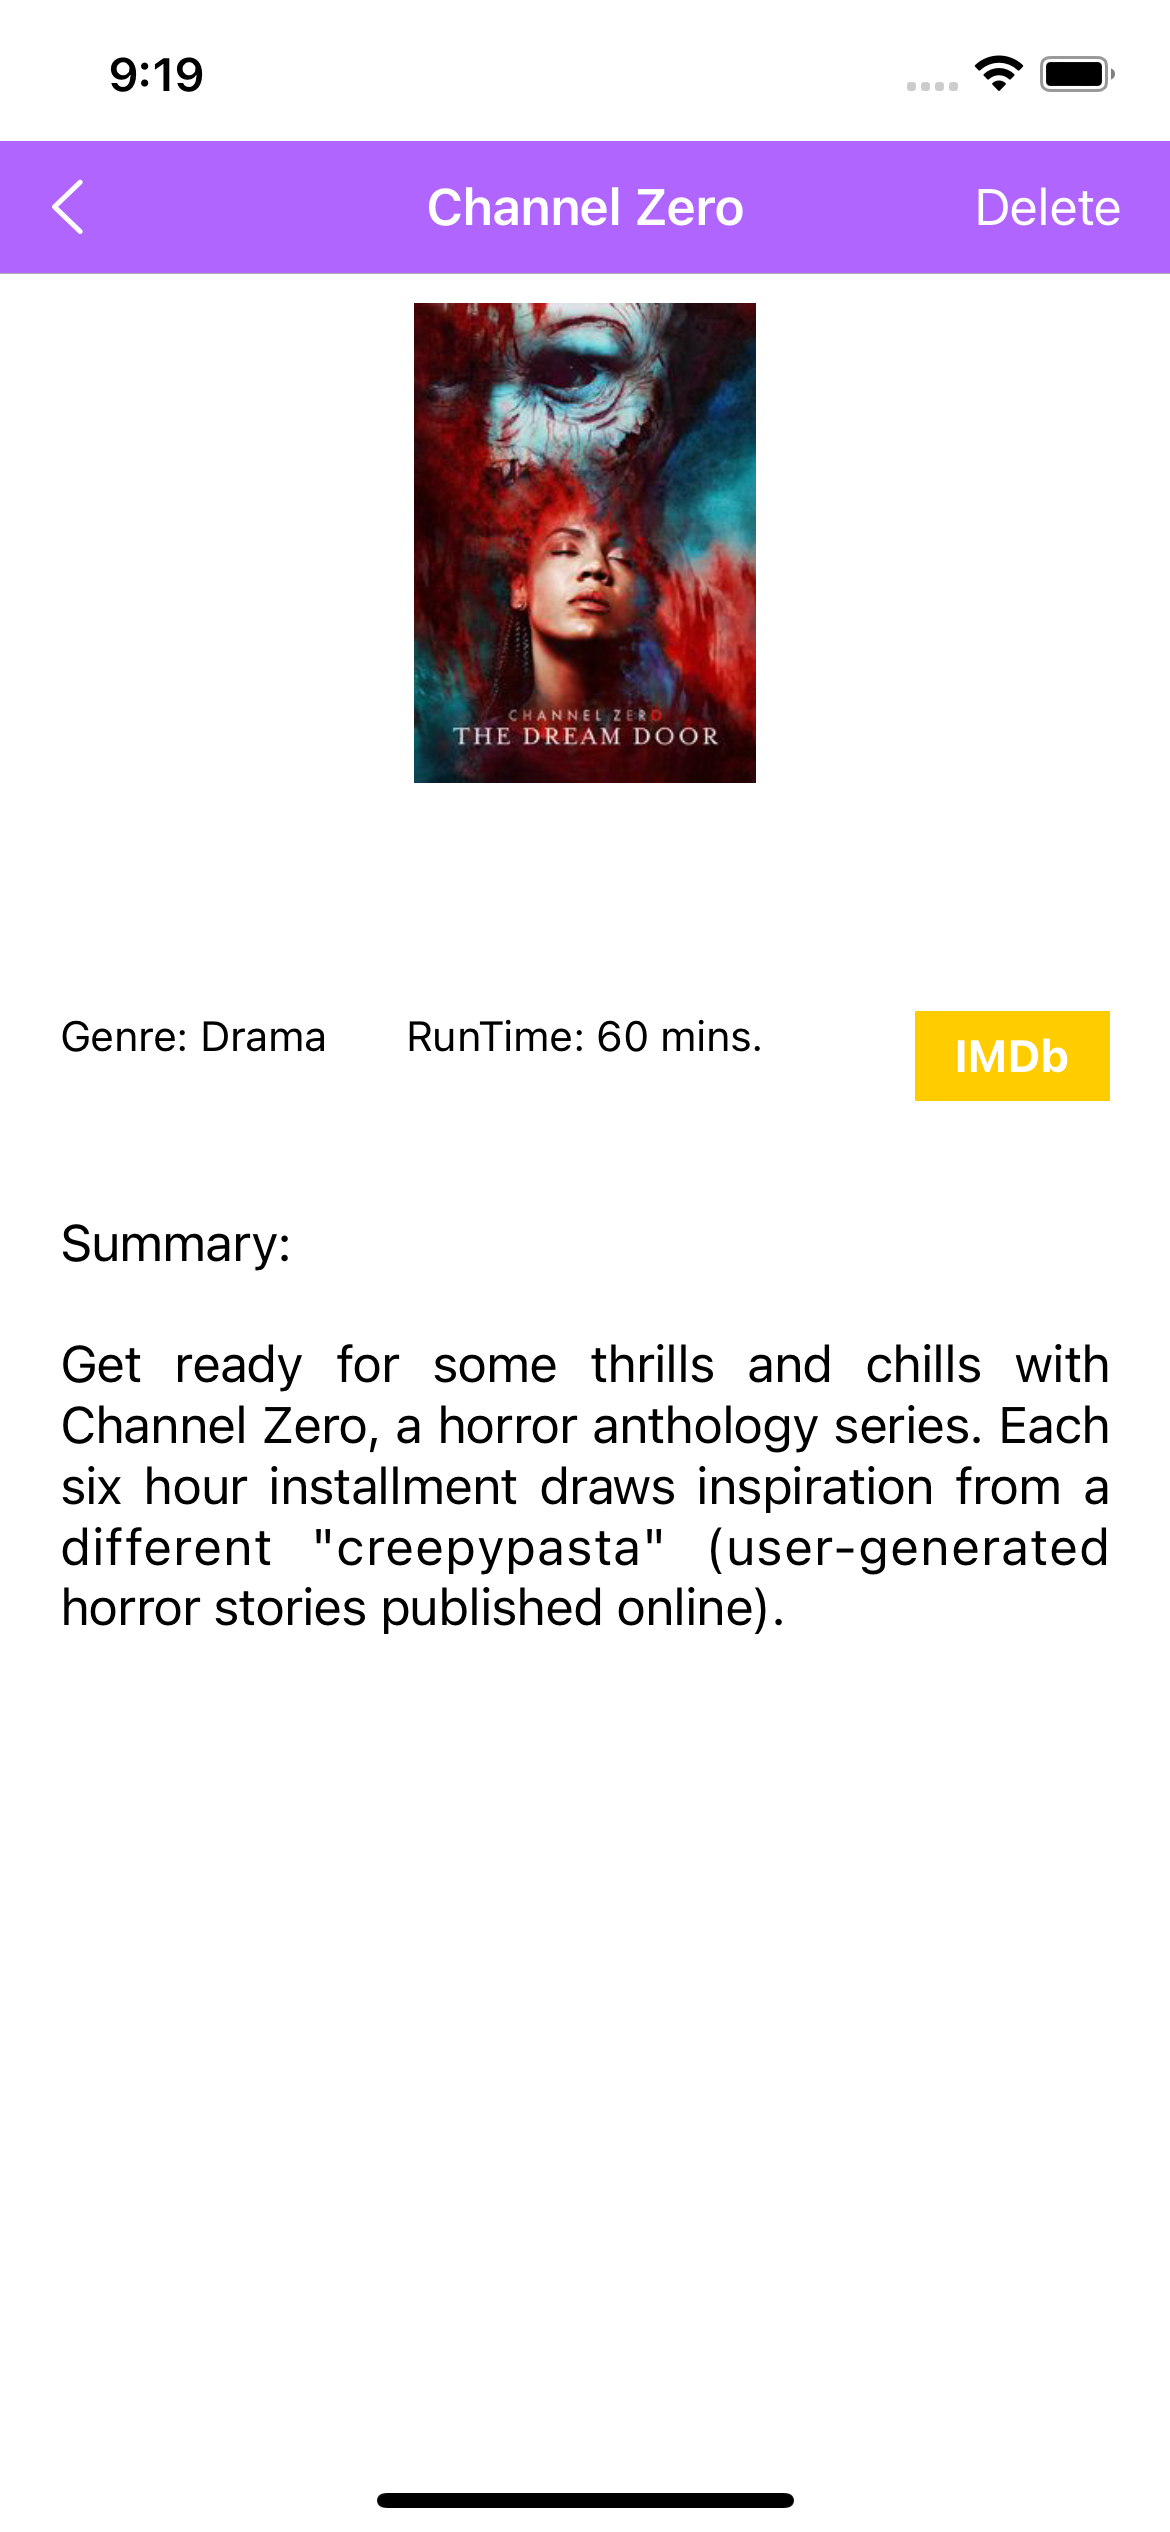 9:19
Channel Zero
Delete
CHANNEL ZERO
THE DREAM DOOR
Genre: Drama
RunTime: 60 mins.
IMDb
Summary:
Get ready for some thrills and chills with
Channel Zero, a horror anthology series. Each
six hour installment draws inspiration from a
different "creepypasta" (user-generated
horror stories published online).